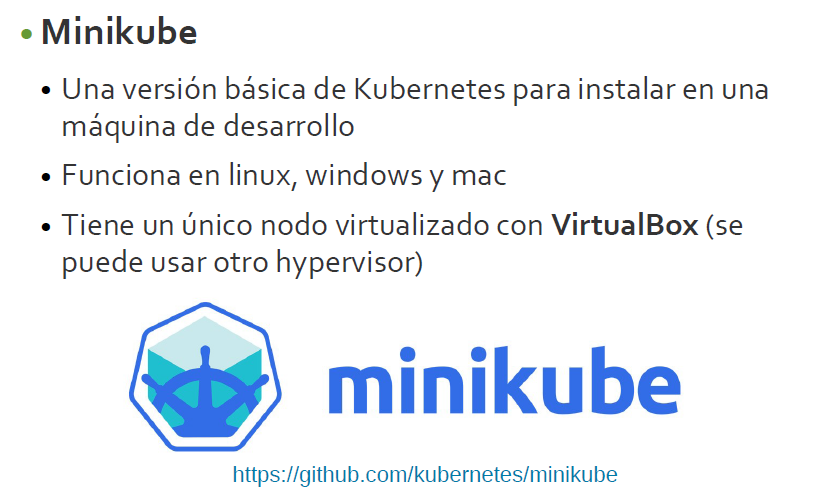 • Minikube
• Una versión básica de Kubernetes para instalar en una
máquina de desarrollo
• Funciona en linux, windows y mac
• Tiene un único nodo virtualizado con VirtualBox (se
puede usar otro hypervisor)
minikube
https://github.com/kubernetes/minikube